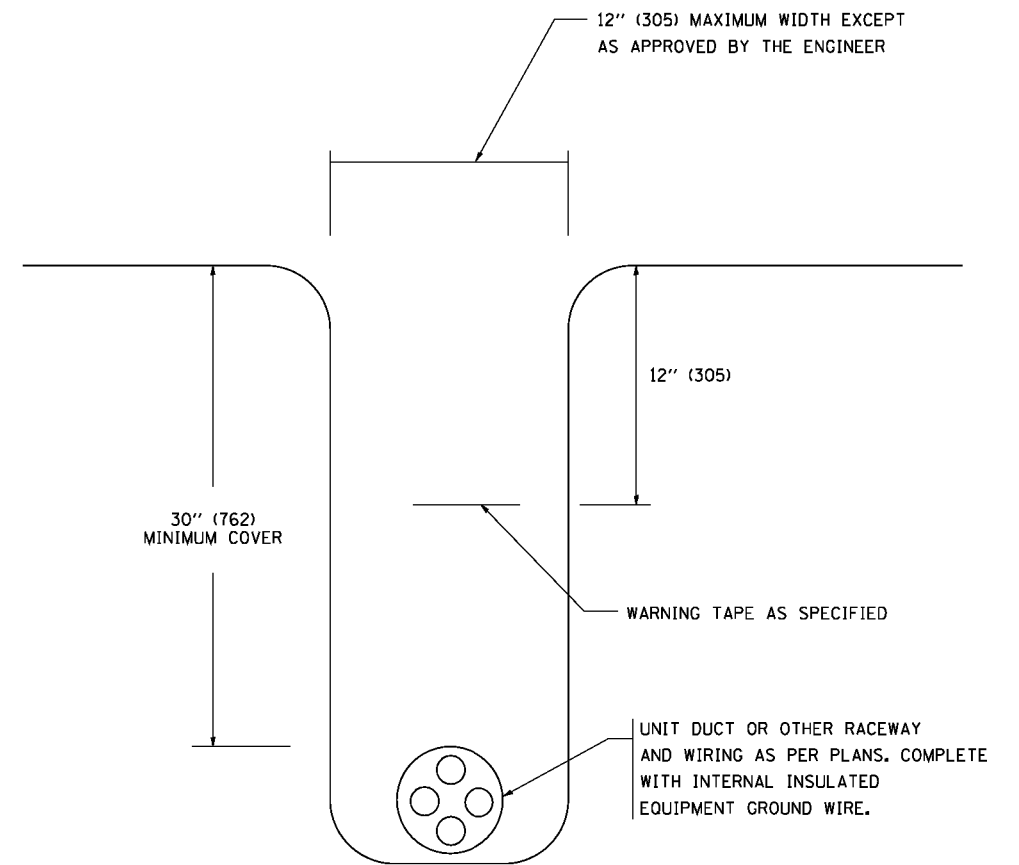 12'' (305) MAXIMUM WIDTH EXCEPT
AS APPROVED BY THE ENGINEER
12'' (305)
30'' (762)
MINIMUM COVER
WARNING TAPE AS SPECIFIED
UNIT DUCT OR OTHER RACEWAY
AND WIRING AS PER PLANS. COMPLETE
WITH INTERNAL INSULATED
EQUIPMENT GROUND WIRE.